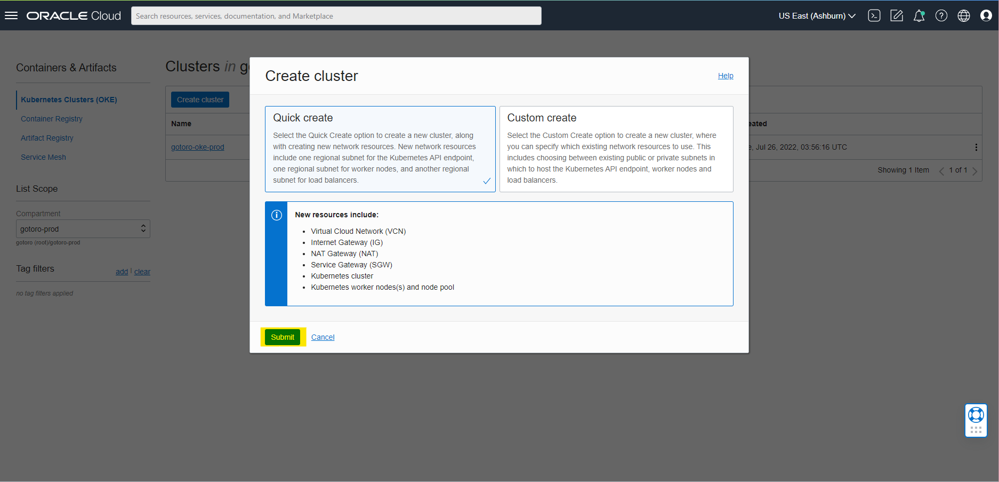 ORACLE Cloud
Search resources, services, documentation, and Marketplace
US East (Ashburn)
Containers & Artifacts
Kubernetes Clusters (OKE)
Container Registry
Artifact Registry
Service Mesh
List Scope
Compartment
gotoro-prod
gotoro (root)/gotoro-prod
Tag filters
add | clear
no tag filters applied
Clusters in
Create cluster
Name
gotoro-oke-prod
Jul 26, 2022, 03:56:16 UTC
Showing 1 Item
1 of 1
Create cluster
Help
Quick create
Select the Quick Create option to create a new cluster, along
with creating new network resources. New network resources
include one regional subnet for the Kubernetes API endpoint,
one regional subnet for worker nodes, and another regional
subnet for load balancers.
Custom create
Select the Custom Create option to create a new cluster, where
you can specify which existing network resources to use. This
includes choosing between existing public or private subnets in
which to host the Kubernetes API endpoint, worker nodes and
load balancers.
New resources include:
• Virtual Cloud Network (VCN)
• Internet Gateway (IG)
• NAT Gateway (NAT)
• Service Gateway (SGW)
• Kubernetes cluster
• Kubernetes worker nodes(s) and node pool
Submit
Cancel